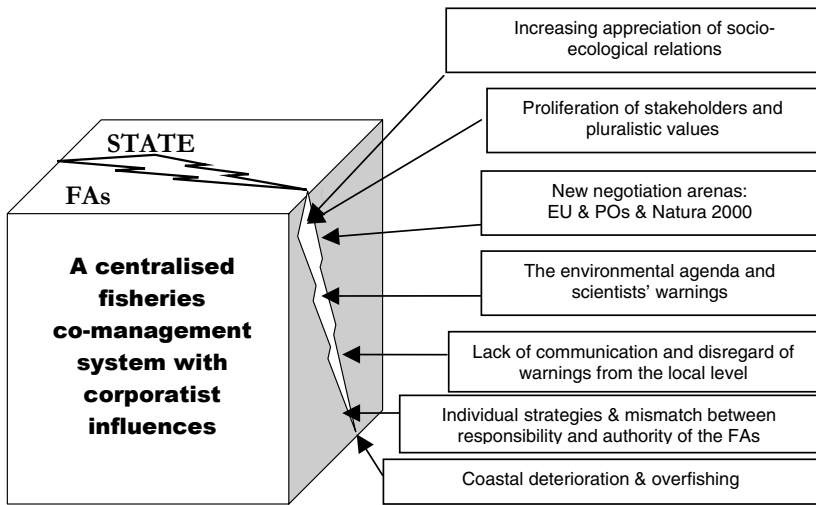 STATE
FAs
A centralised
fisheries
co-management
system with
corporatist
influences
Increasing appreciation of socio-
ecological relations
Proliferation of stakeholders and
pluralistic values
New negotiation arenas:
EU & POs & Natura 2000
The environmental agenda and
scientists’ warnings
Lack of communication and disregard of
warnings from the local level
Individual strategies & mismatch between
responsibility and authority of the FAs
Coastal deterioration & overfishing